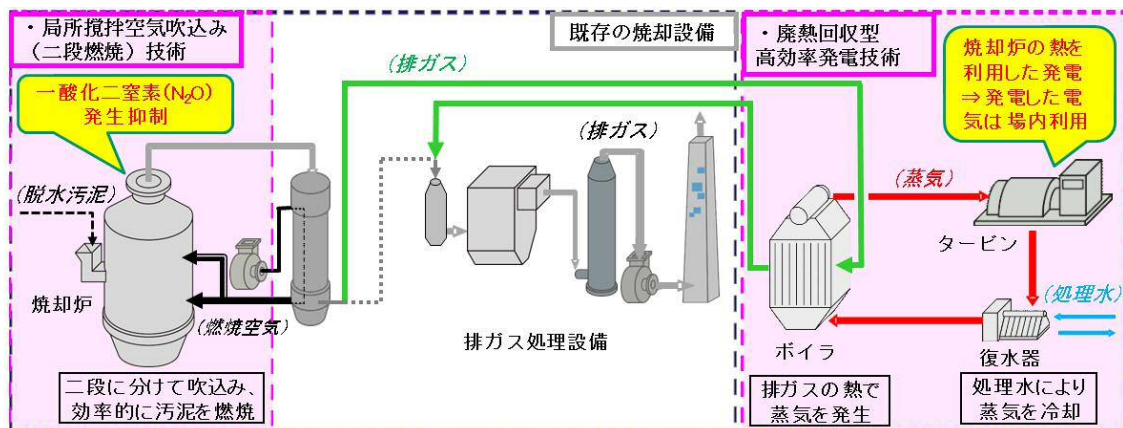 ・局所撹拌空気吹込み
（二段燃焼）技術
一酸化二窒素(N₂O)
発生抑制
(脱水汚泥)
焼却炉
(燃焼空気)
二段に分けて吹込み、
効率的に汚泥を燃焼
既存の焼却設備
(排ガス)
(排ガス)
排ガス処理設備
・廃熱回収型
高効率発電技術
焼却炉の熱を
利用した発電
⇒発電した電
気は場内利用
(蒸気)
タービン
(処理水)
ボイラ
復水器
排ガスの熱で
蒸気を発生
処理水により
蒸気を冷却